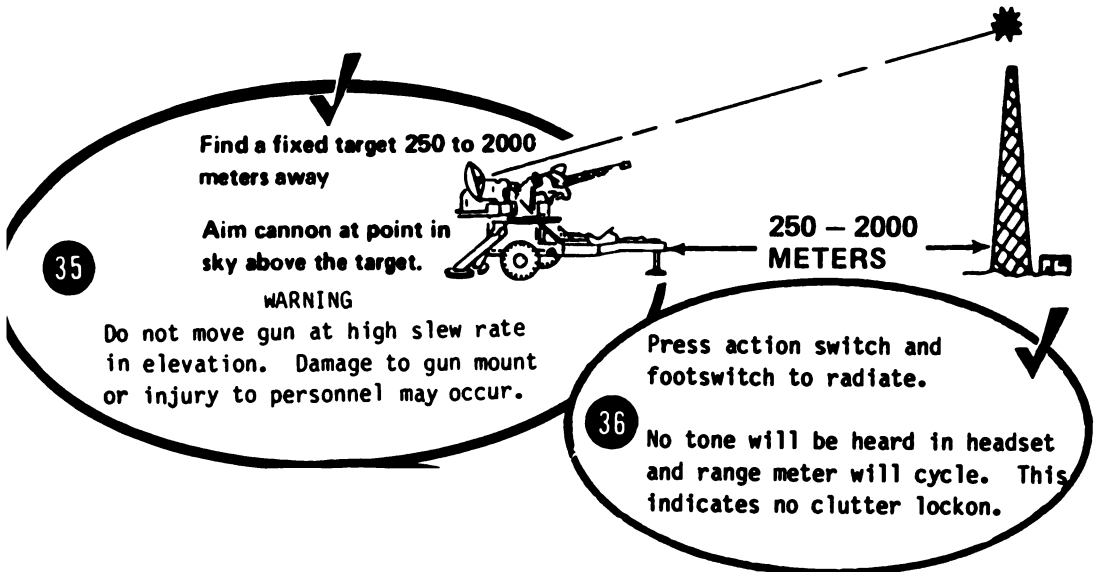 Find a fixed target 250 to 2000
meters away
Aim cannon at point in
sky above the target.
35
WARNING
Do not move gun at high slew rate
in elevation. Damage to gun mount
or injury to personnel may occur.
250 – 2000
METERS
Press action switch and
footswitch to radiate.
36
No tone will be heard in headset
and range meter will cycle. This
indicates no clutter lockon.